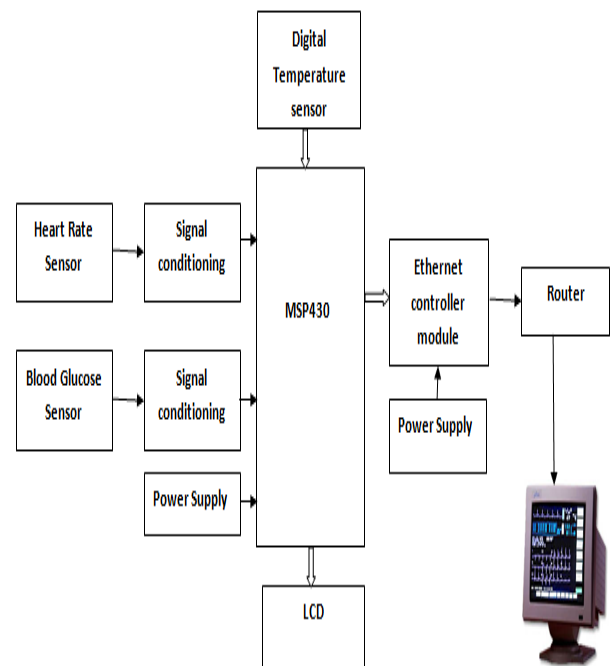 Digital
Temperature
sensor
Heart Rate
Sensor
Signal
conditioning
MSP430
Ethernet
controller
module
Router
Blood Glucose
Sensor
Signal
conditioning
Power Supply
Power Supply
LCD